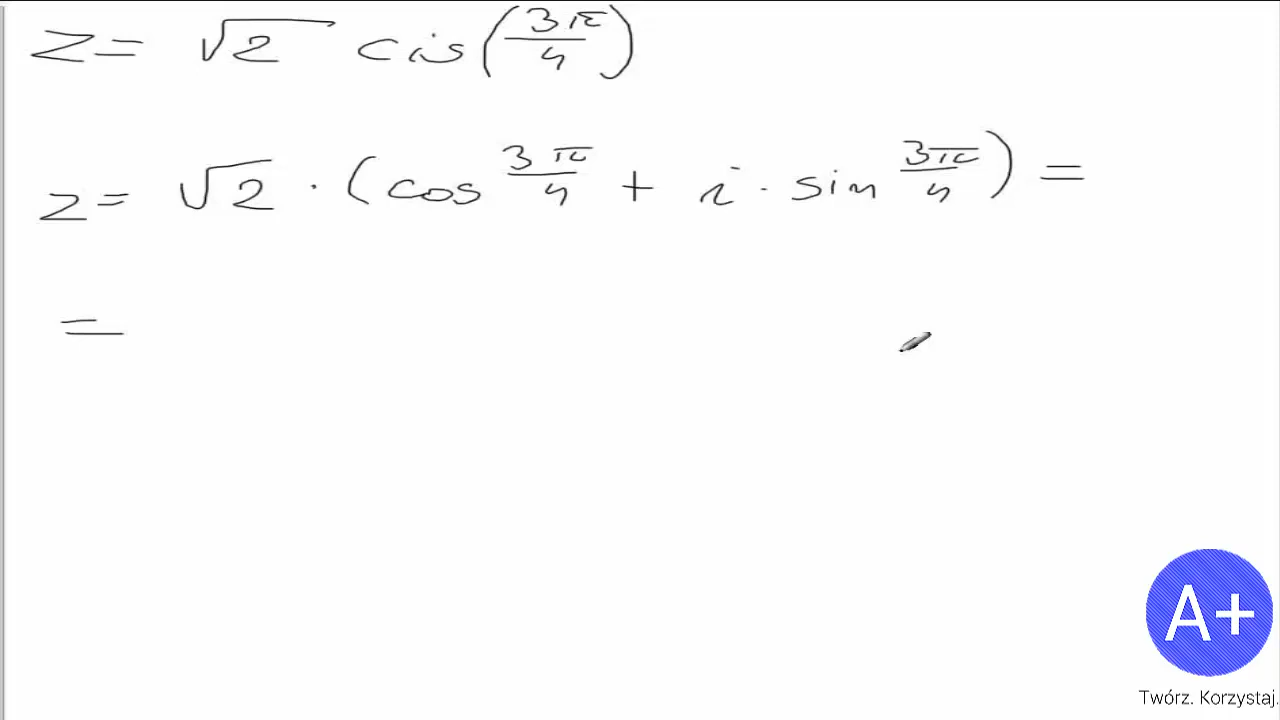 z = √2 cis(3π/4)
z = √2 · (cos 3π/4 + i · sin 3π/4) =
=
A+
Twórz. Korzystaj.